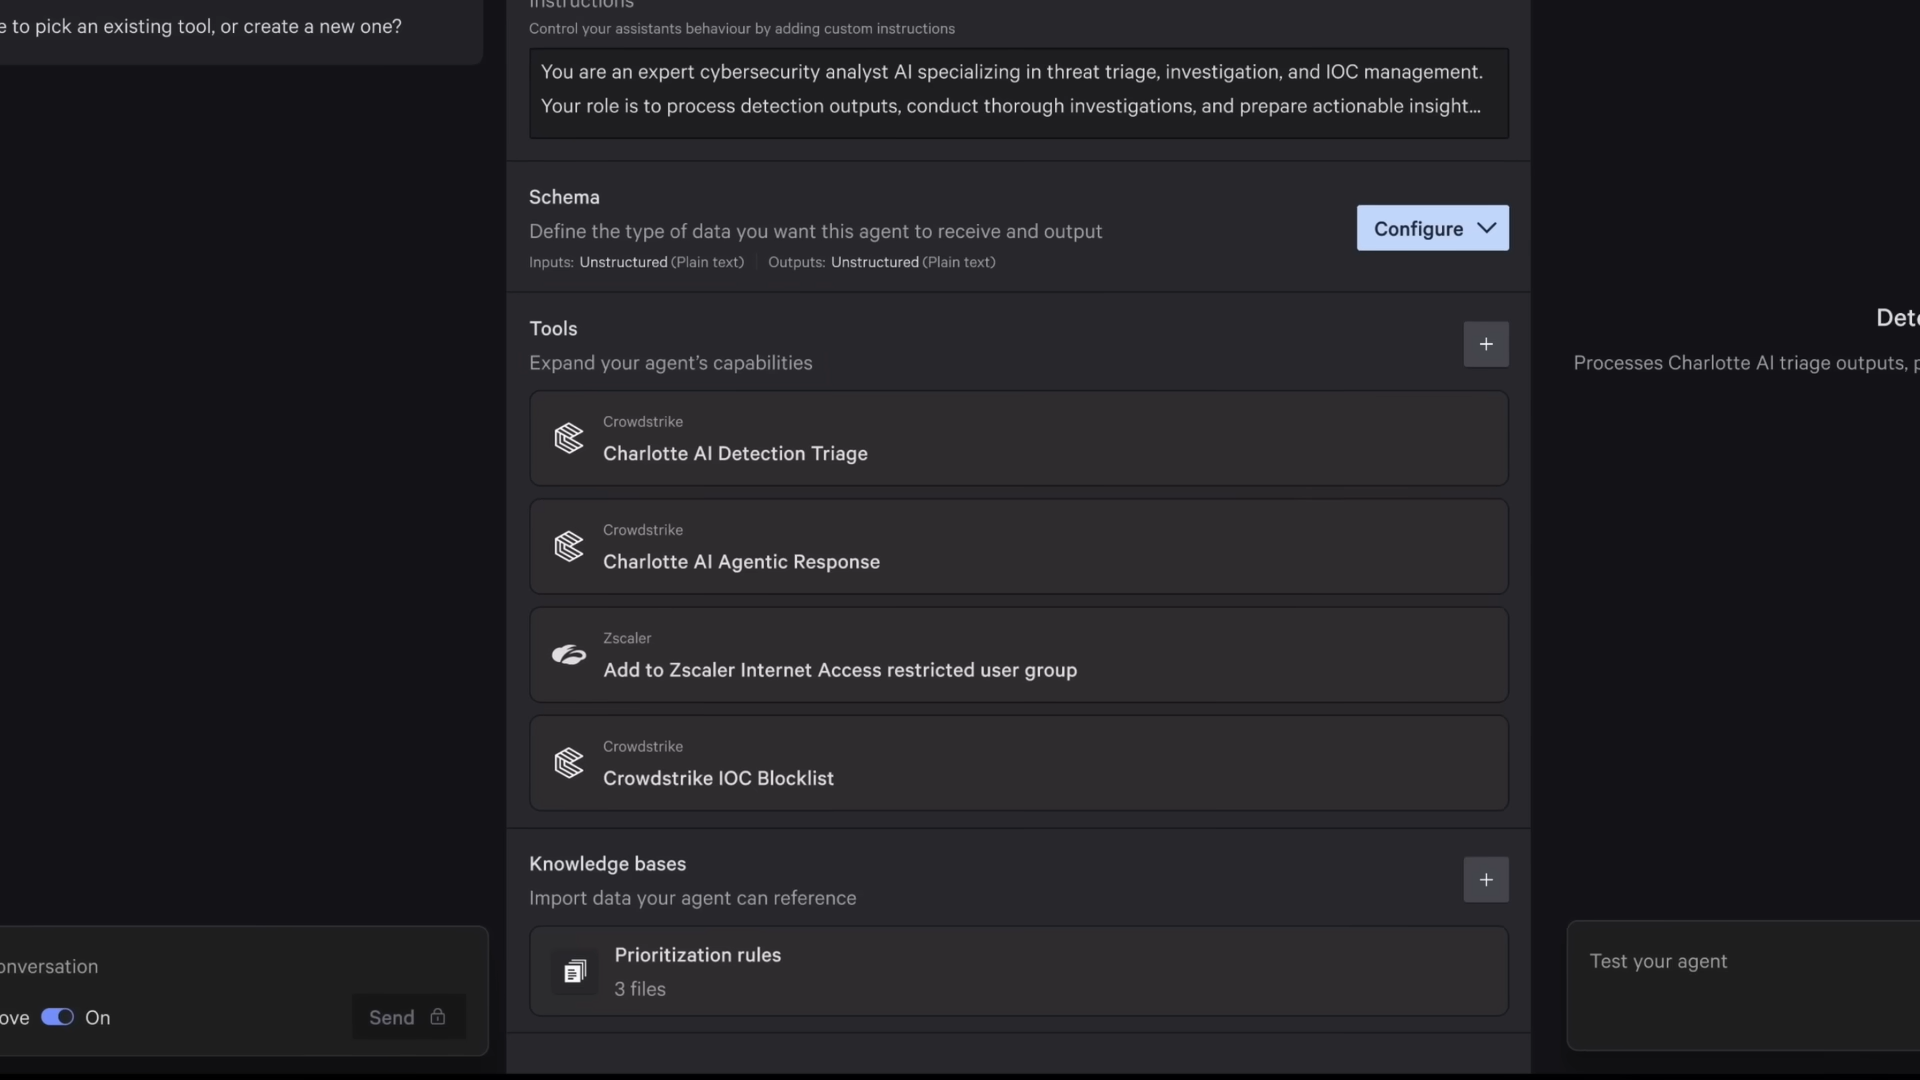 e to pick an existing tool, or create a new one?
onversation
ove On
Send
Instructions
Control your assistants behaviour by adding custom instructions
You are an expert cybersecurity analyst AI specializing in threat triage, investigation, and IOC management.
Your role is to process detection outputs, conduct thorough investigations, and prepare actionable insight...
Schema
Define the type of data you want this agent to receive and output
Inputs: Unstructured (Plain text) Outputs: Unstructured (Plain text)
Configure
Tools
Expand your agent’s capabilities
Crowdstrike
Charlotte AI Detection Triage
Crowdstrike
Charlotte AI Agentic Response
Zscaler
Add to Zscaler Internet Access restricted user group
Crowdstrike
Crowdstrike IOC Blocklist
Knowledge bases
Import data your agent can reference
Prioritization rules
3 files
Dete
Processes Charlotte AI triage outputs, p
Test your agent